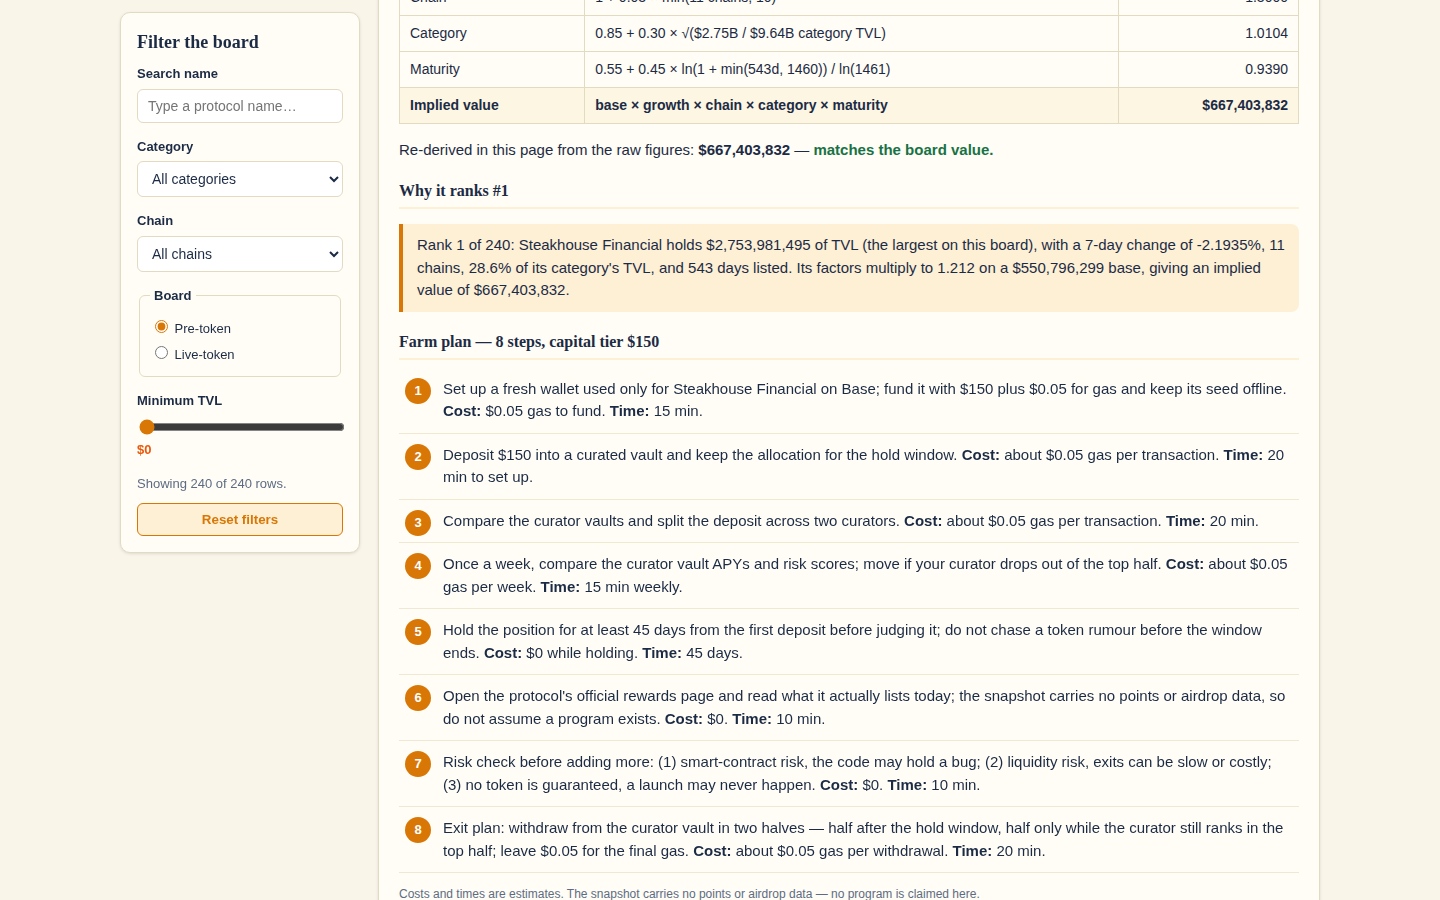 Filter the board
Search name
Type a protocol name…
Category
All categories
Chain
All chains
Board
Pre-token
Live-token
Minimum TVL
$0
Showing 240 of 240 rows.
Reset filters
Category 0.85 + 0.30 × √($2.75B / $9.64B category TVL) 1.0104
Maturity 0.55 + 0.45 × ln(1 + min(543d, 1460)) / ln(1461) 0.9390
Implied value base × growth × chain × category × maturity $667,403,832
Re-derived in this page from the raw figures: $667,403,832 — matches the board value.
Why it ranks #1
Rank 1 of 240: Steakhouse Financial holds $2,753,981,495 of TVL (the largest on this board), with a 7-day change of -2.1935%, 11
chains, 28.6% of its category's TVL, and 543 days listed. Its factors multiply to 1.212 on a $550,796,299 base, giving an implied
value of $667,403,832.
Farm plan — 8 steps, capital tier $150
1 Set up a fresh wallet used only for Steakhouse Financial on Base; fund it with $150 plus $0.05 for gas and keep its seed offline.
Cost: $0.05 gas to fund. Time: 15 min.
2 Deposit $150 into a curated vault and keep the allocation for the hold window. Cost: about $0.05 gas per transaction. Time: 20
min to set up.
3 Compare the curator vaults and split the deposit across two curators. Cost: about $0.05 gas per transaction. Time: 20 min.
4 Once a week, compare the curator vault APYs and risk scores; move if your curator drops out of the top half. Cost: about $0.05
gas per week. Time: 15 min weekly.
5 Hold the position for at least 45 days from the first deposit before judging it; do not chase a token rumour before the window
ends. Cost: $0 while holding. Time: 45 days.
6 Open the protocol's official rewards page and read what it actually lists today; the snapshot carries no points or airdrop data, so
do not assume a program exists. Cost: $0. Time: 10 min.
7 Risk check before adding more: (1) smart-contract risk, the code may hold a bug; (2) liquidity risk, exits can be slow or costly;
(3) no token is guaranteed, a launch may never happen. Cost: $0. Time: 10 min.
8 Exit plan: withdraw from the curator vault in two halves — half after the hold window, half only while the curator still ranks in the
top half; leave $0.05 for the final gas. Cost: about $0.05 gas per withdrawal. Time: 20 min.
Costs and times are estimates. The snapshot carries no points or airdrop data — no program is claimed here.